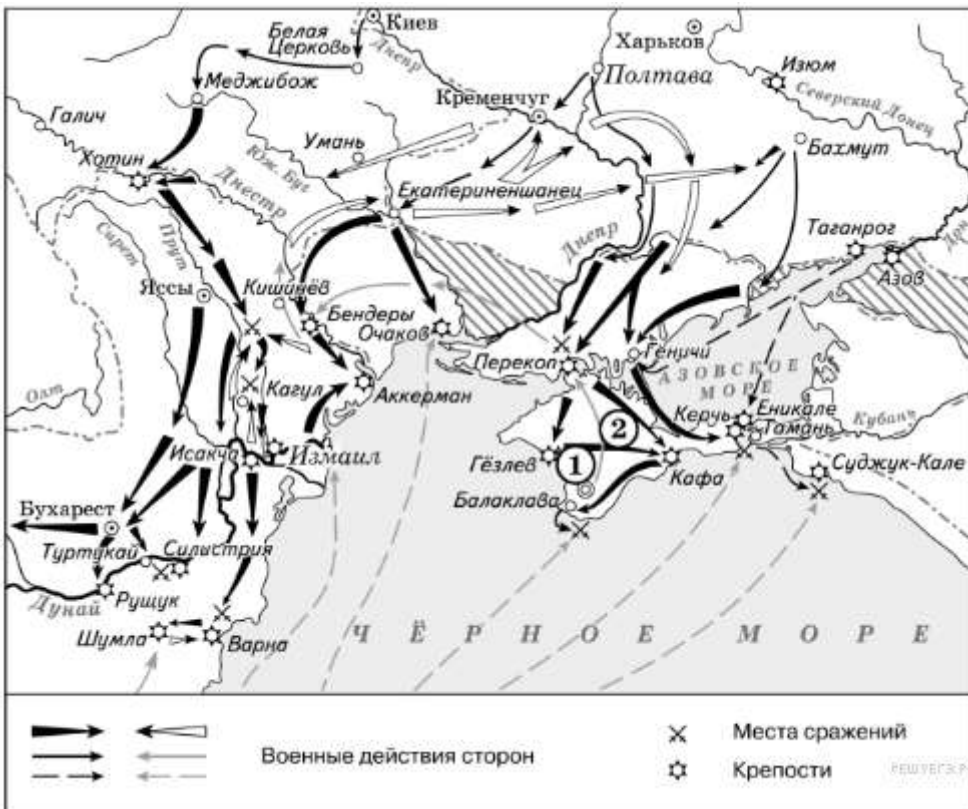 Киев
Белая
Церковь
Днепр
Харьков
Полтава
Изюм
Северский Донец
Меджибож
Галич
Кременчуг
Умань
Бахмут
Хотин
Юж. Буг
Днестр
Екатериненшанец
Таганрог
Дон
Азов
Сирет
Прут
Днепр
Яссы
Кишинёв
Бендеры
Очаков
Перекоп
Геничи
АЗОВСКОЕ
МОРЕ
Олт
Кагул
Аккерман
Керчь
Еникале
Тамань
Кубань
2
Исакча
Измаил
Гёзлев
1
Кафа
Суджук-Кале
Балаклава
Бухарест
Туртукай
Силистрия
Дунай
Рущук
Шумла
Варна
ЧЁРНОЕ МОРЕ
Военные действия сторон
Места сражений
Крепости